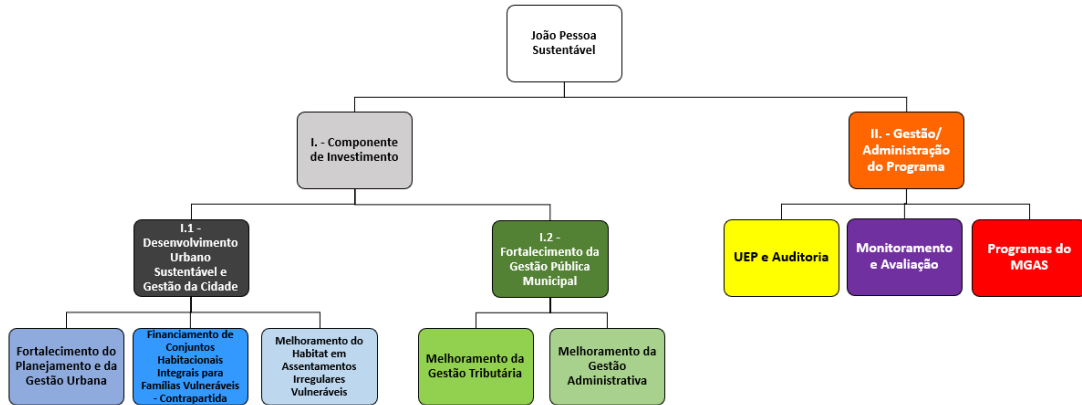 João Pessoa
Sustentável
I. - Componente
de Investimento
II. - Gestão/
Administração
do Programa
I.1 -
Desenvolvimento
Urbano
Sustentável e
Gestão da Cidade
I.2 -
Fortalecimento da
Gestão Pública
Municipal
UEP e Auditoria
Monitoramento
e Avaliação
Programas do
MGAS
Fortalecimento do
Planejamento e da
Gestão Urbana
Financiamento de
Conjuntos
Habitacionais
Integrais para
Famílias Vulneráveis
- Contrapartida
Melhoramento do
Habitat em
Assentamentos
Irregulares
Vulneráveis
Melhoramento da
Gestão Tributária
Melhoramento da
Gestão
Administrativa